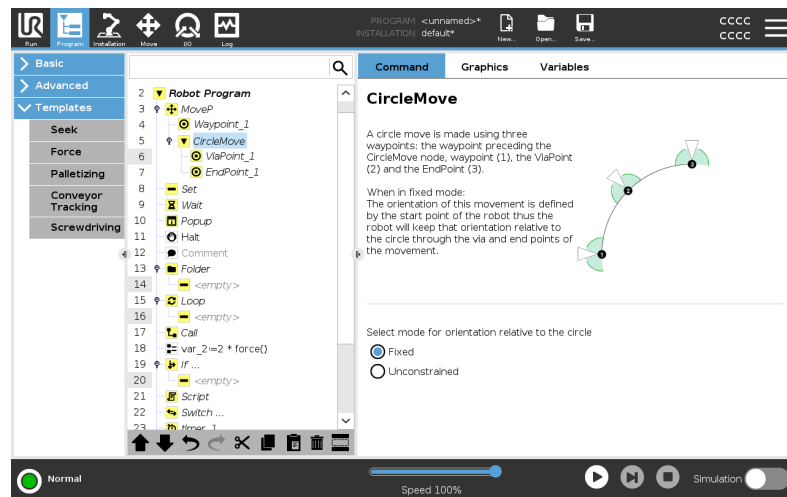 PROGRAM <unnamed>*
INSTALLATION default*
CCCC
CCCC
Run
Program
Installation
Move
I/O
Log
New...
Open...
Save...
Basic
Advanced
Templates
Seek
Force
Palletizing
Conveyor
Tracking
Screwdriving
2 Robot Program
3 MoveP
4 Waypoint_1
5 CircleMove
6 ViaPoint_1
7 EndPoint_1
8 Set
9 Wait
10 Popup
11 Halt
12 Comment
13 Folder
14 <empty>
15 Loop
16 <empty>
17 Call
18 var_2≔2 * force()
19 If ...
20 <empty>
21 Script
22 Switch ...
23 timer_1
Command Graphics Variables
CircleMove
A circle move is made using three
waypoints: the waypoint preceding the
CircleMove node, waypoint (1), the ViaPoint
(2) and the EndPoint (3).
When in fixed mode:
The orientation of this movement is defined
by the start point of the robot thus the
robot will keep that orientation relative to
the circle through the via and end points of
the movement.
3
2
1
Select mode for orientation relative to the circle
Fixed
Unconstrained
Normal
Speed 100%
Simulation